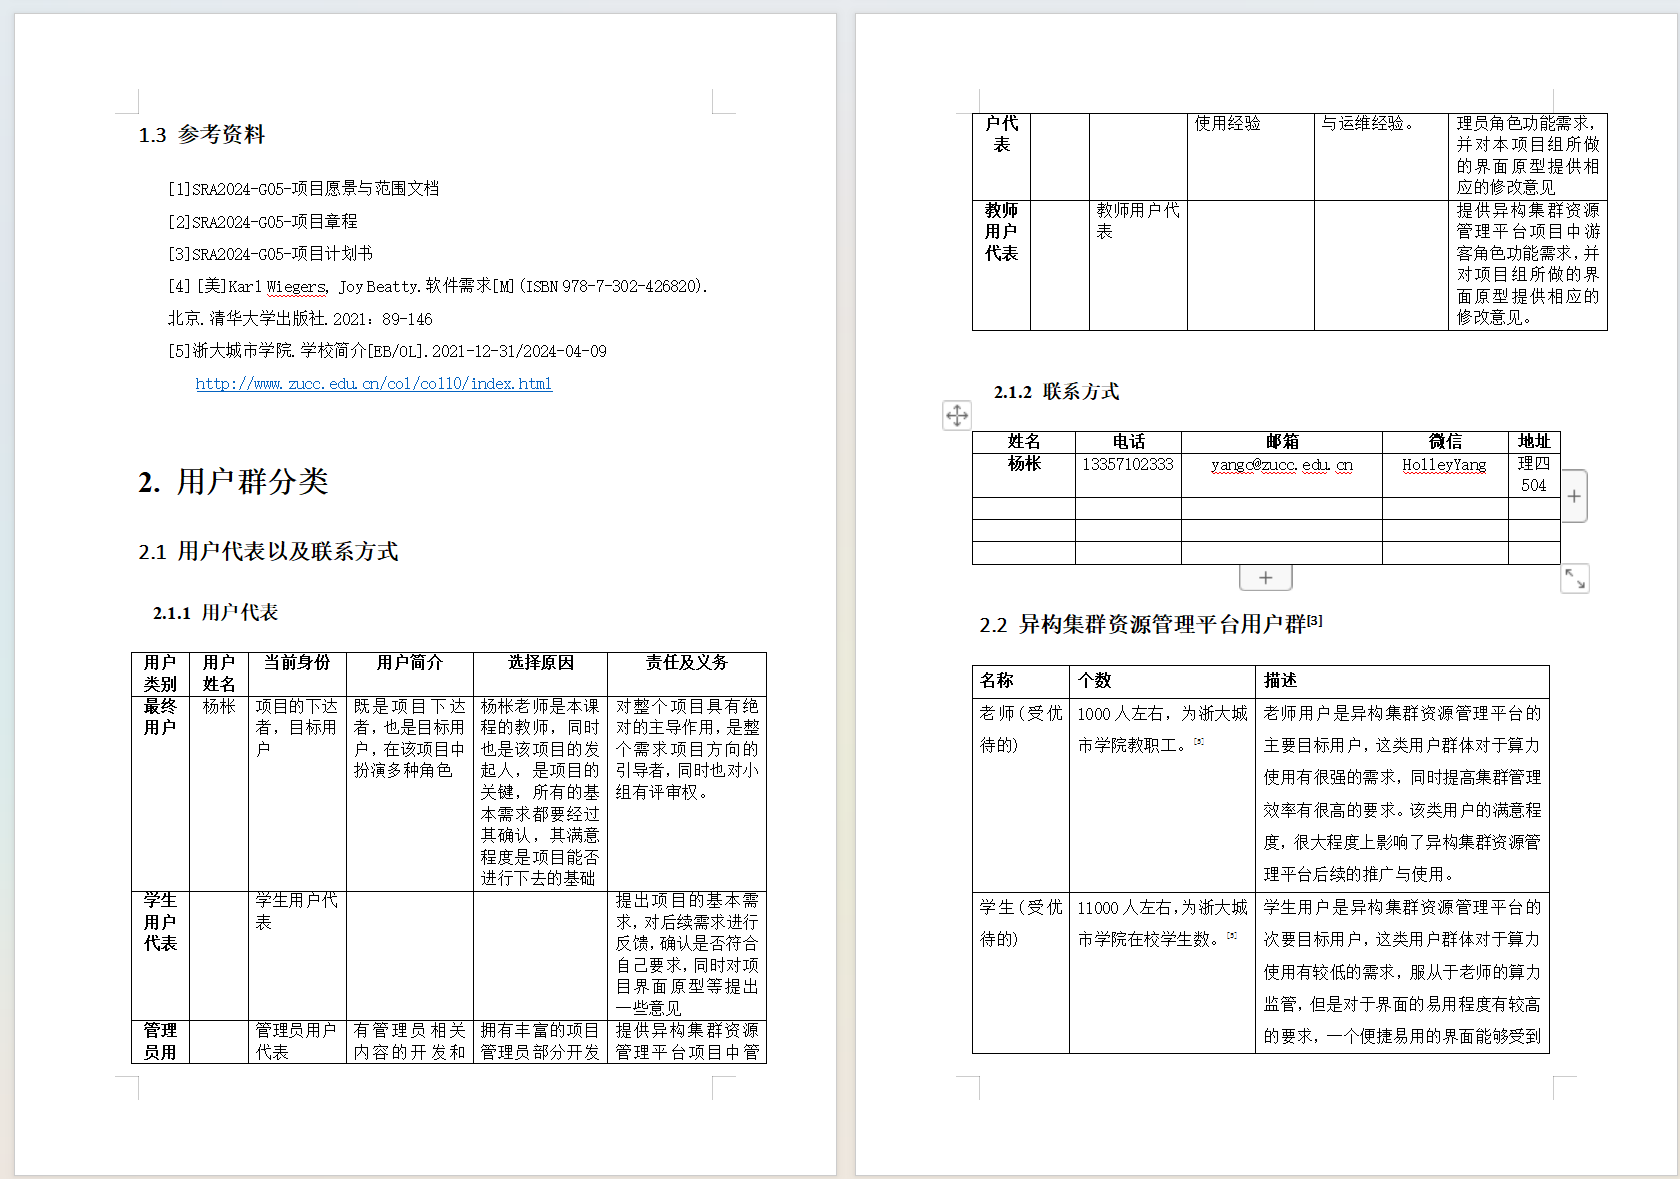 1.3 参考资料
[1]SRA2024-G05-项目愿景与范围文档
[2]SRA2024-G05-项目章程
[3]SRA2024-G05-项目计划书
[4] [美]Karl Wiegers, Joy Beatty.软件需求[M](ISBN 978-7-302-426820).
北京.清华大学出版社.2021：89-146
[5]浙大城市学院.学校简介[EB/OL].2021-12-31/2024-04-09
http://www.zucc.edu.cn/col/col10/index.html
2. 用户群分类
2.1 用户代表以及联系方式
2.1.1 用户代表
用户
类别
用户
姓名
当前身份
用户简介
选择原因
责任及义务
最终
用户
杨枨
项目的下达
者，目标用
户
既是项目下达
者，也是目标用
户，在该项目中
扮演多种角色
杨枨老师是本课
程的教师，同时
也是该项目的发
起人，是项目的
关键，所有的基
本需求都要经过
其确认，其满意
程度是项目能否
进行下去的基础
对整个项目具有绝
对的主导作用，是整
个需求项目方向的
引导者，同时也对小
组有评审权。
学生
用户
代表
学生用户代
表
提出项目的基本需
求，对后续需求进行
反馈，确认是否符合
自己要求，同时对项
目界面原型等提出
一些意见
管理
员用
管理员用户
代表
有管理员相关
内容的开发和
拥有丰富的项目
管理员部分开发
提供异构集群资源
管理平台项目中管
户代
表
使用经验
与运维经验。
理员角色功能需求，
并对本项目组所做
的界面原型提供相
应的修改意见
教师
用户
代表
教师用户代
表
提供异构集群资源
管理平台项目中游
客角色功能需求，并
对项目组所做的界
面原型提供相应的
修改意见。
2.1.2 联系方式
姓名
电话
邮箱
微信
地址
杨枨
13357102333
yangc@zucc.edu.cn
HolleyYang
理四
504
2.2 异构集群资源管理平台用户群[3]
名称
个数
描述
老师(受优
待的)
1000人左右，为浙大城
市学院教职工。[5]
老师用户是异构集群资源管理平台的
主要目标用户，这类用户群体对于算力
使用有很强的需求，同时提高集群管理
效率有很高的要求。该类用户的满意程
度，很大程度上影响了异构集群资源管
理平台后续的推广与使用。
学生(受优
待的)
11000人左右，为浙大城
市学院在校学生数。[5]
学生用户是异构集群资源管理平台的
次要目标用户，这类用户群体对于算力
使用有较低的需求，服从于老师的算力
监管，但是对于界面的易用程度有较高
的要求，一个便捷易用的界面能够受到